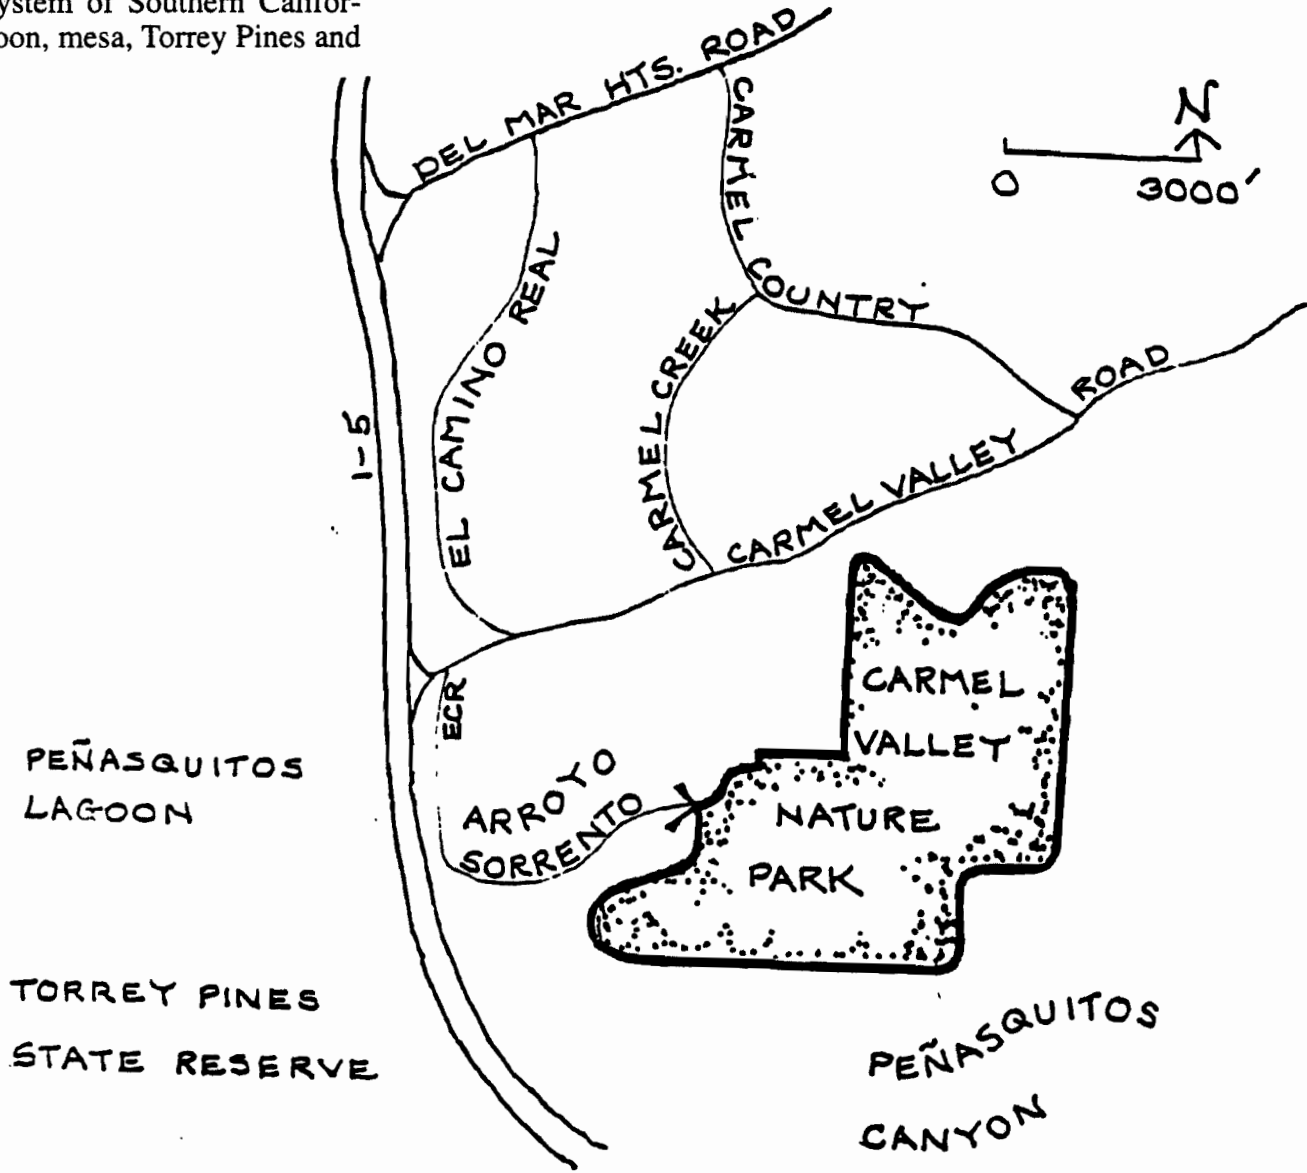 ystem of Southern Califor-
oon, mesa, Torrey Pines and
DEL MAR HTS. ROAD
N
0 3000'
CARMEL COUNTRY
EL CAMINO REAL
CARMEL CREEK
ROAD
I-5
CARMEL VALLEY
ECR
CARMEL
VALLEY
NATURE
PARK
PEÑASQUITOS
LAGOON
ARROYO
SORRENTO
TORREY PINES
STATE RESERVE
PEÑASQUITOS
CANYON